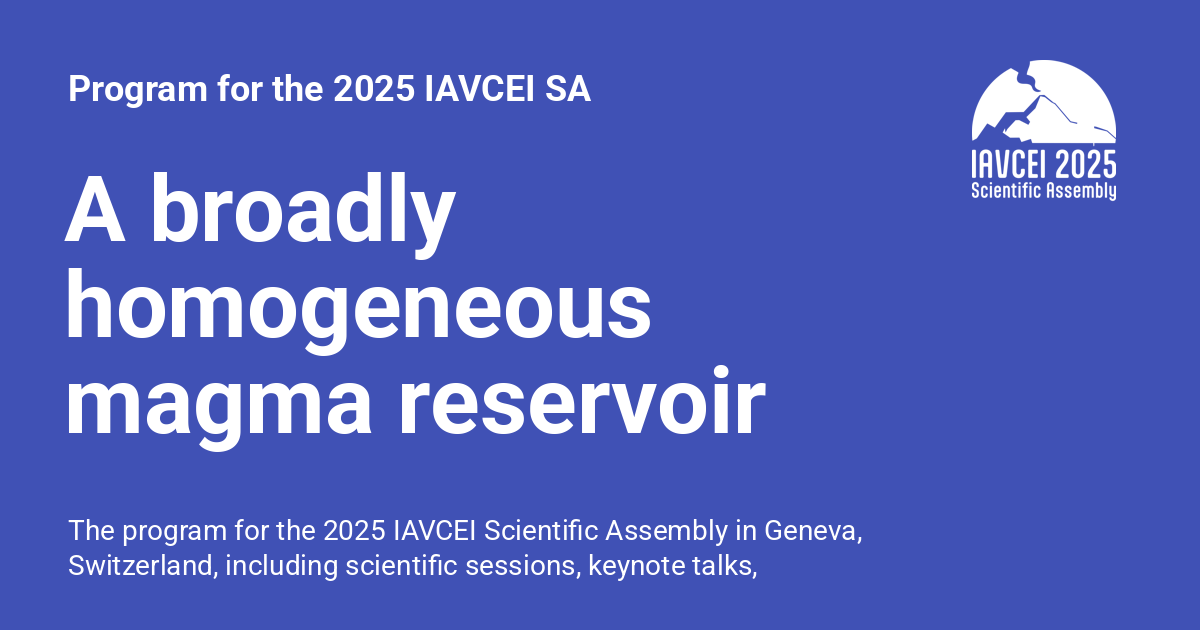 Program for the 2025 IAVCEI SA
IAVCEI 2025
Scientific Assembly
A broadly
homogeneous
magma reservoir
The program for the 2025 IAVCEI Scientific Assembly in Geneva,
Switzerland, including scientific sessions, keynote talks,